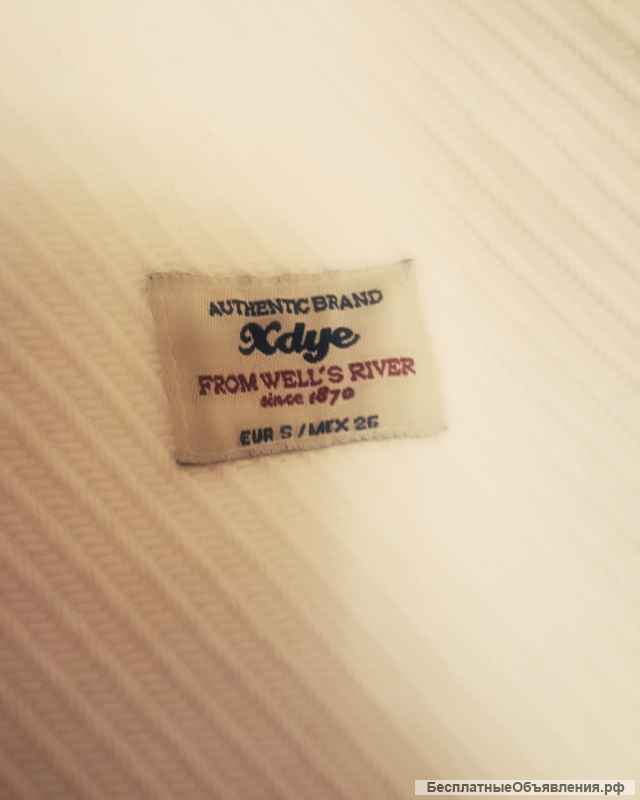 AUTHENTIC BRAND
Xdye
FROM WELL'S RIVER
since 1870
EUR S / MEX 26
БесплатныеОбъявления.рф